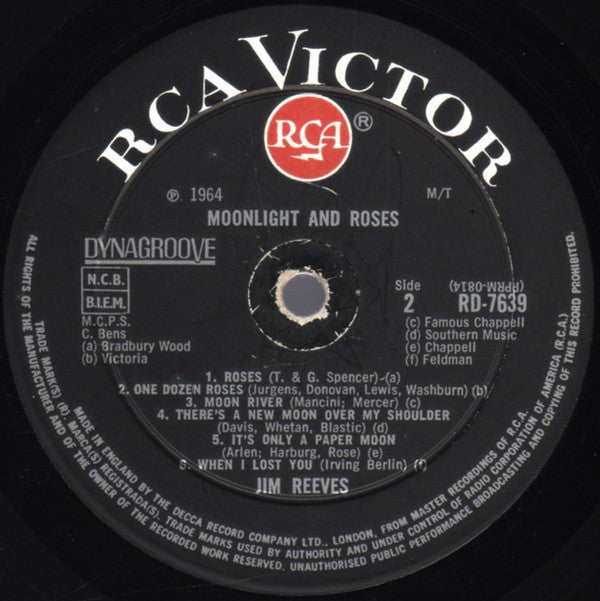 RCA VICTOR
RCA ®
℗ 1964
M/T
MOONLIGHT AND ROSES
DYNAGROOVE
N.C.B.
B.I.E.M.
M.C.P.S.
C. Bens
(a) Bradbury Wood
(b) Victoria
Side
2
(PPRM-0814)
RD-7639
(c) Famous Chappell
(d) Southern Music
(e) Chappell
(f) Feldman
1. ROSES (T. & G. Spencer)-(a)
2. ONE DOZEN ROSES (Jurgens, Donovan, Lewis, Washburn) (b)
3. MOON RIVER (Mancini; Mercer) (c)
4. THERE'S A NEW MOON OVER MY SHOULDER
(Davis, Whetan, Blastic) (d)
5. IT'S ONLY A PAPER MOON
(Arlen; Harburg, Rose) (e)
6. WHEN I LOST YOU (Irving Berlin) (f)
JIM REEVES
ALL RIGHTS OF THE MANUFACTURER AND OF THE OWNER OF THE RECORDED WORK RESERVED. UNAUTHORISED PUBLIC PERFORMANCE BROADCASTING AND COPYING OF THIS RECORD PROHIBITED.
TRADE MARK(S) (R), MARCA(S) REGISTRADA(S). TRADE MARKS USED BY AUTHORITY AND UNDER CONTROL OF RADIO CORPORATION OF AMERICA (R.C.A.)
MADE IN ENGLAND BY THE DECCA RECORD COMPANY LTD., LONDON, FROM MASTER RECORDINGS OF R.C.A.